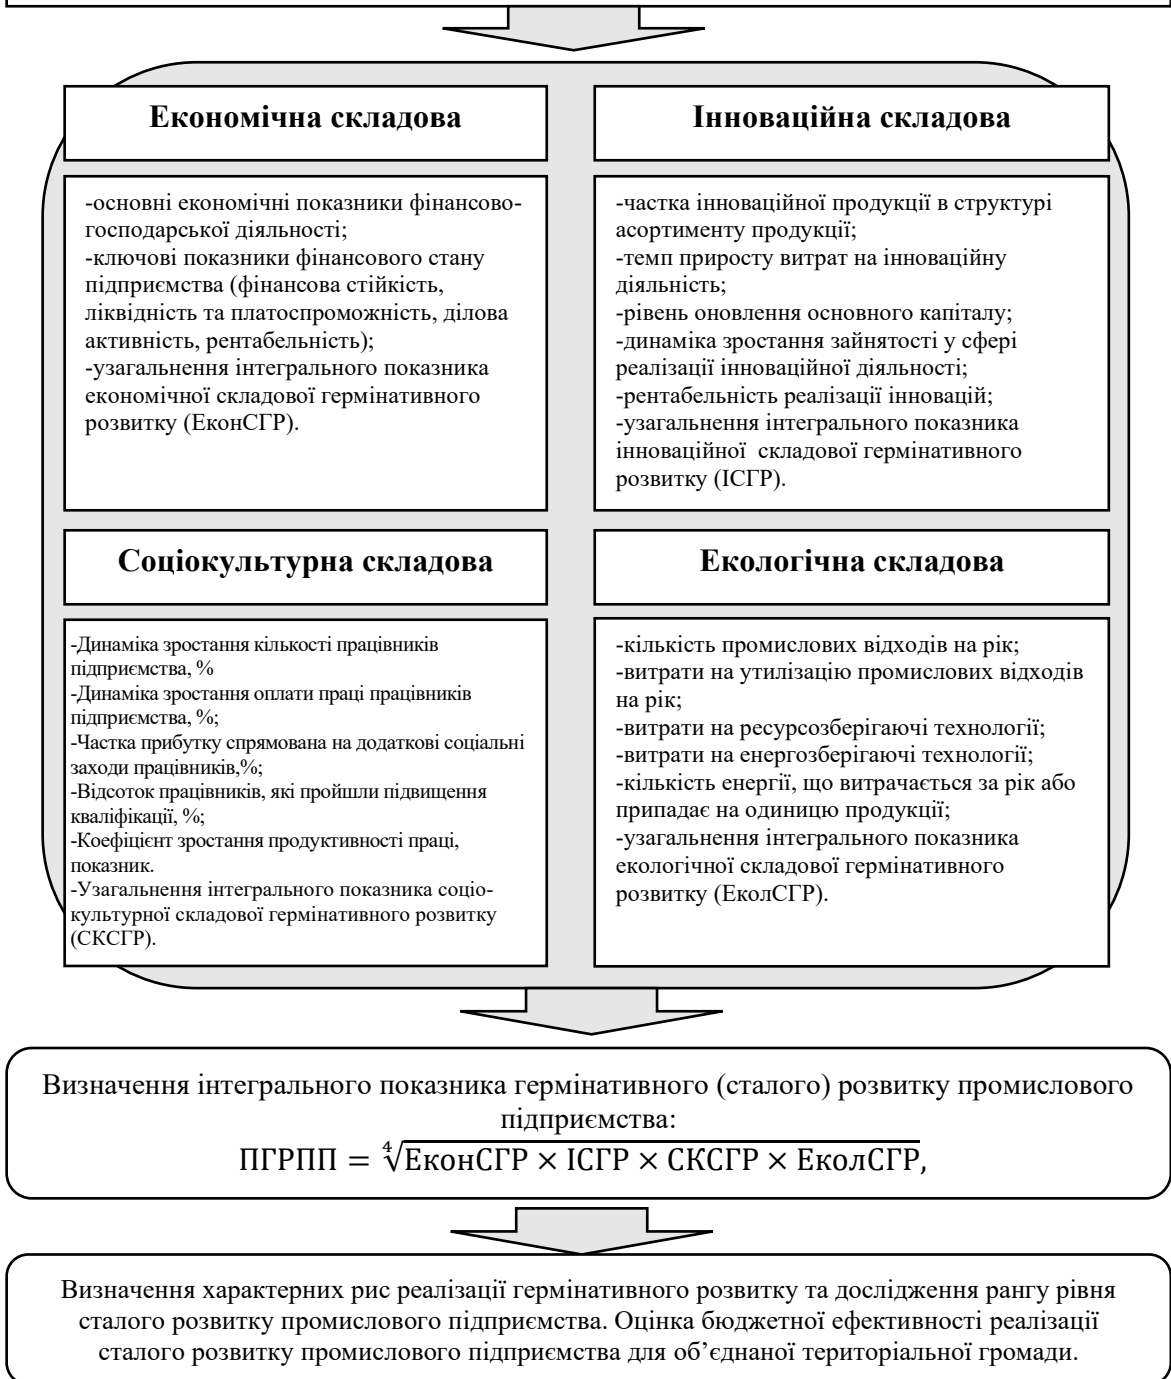 Економічна складова
-основні економічні показники фінансово-
господарської діяльності;
-ключові показники фінансового стану
підприємства (фінансова стійкість,
ліквідність та платоспроможність, ділова
активність, рентабельність);
-узагальнення інтегрального показника
економічної складової гермінативного
розвитку (ЕконСГР).
Інноваційна складова
-частка інноваційної продукції в структурі
асортименту продукції;
-темп приросту витрат на інноваційну
діяльність;
-рівень оновлення основного капіталу;
-динаміка зростання зайнятості у сфері
реалізації інноваційної діяльності;
-рентабельність реалізації інновацій;
-узагальнення інтегрального показника
інноваційної складової гермінативного
розвитку (ІСГР).
Соціокультурна складова
-Динаміка зростання кількості працівників
підприємства, %
-Динаміка зростання оплати праці працівників
підприємства, %;
-Частка прибутку спрямована на додаткові соціальні
заходи працівників,%;
-Відсоток працівників, які пройшли підвищення
кваліфікації, %;
-Коефіцієнт зростання продуктивності праці,
показник.
-Узагальнення інтегрального показника соціо-
культурної складової гермінативного розвитку
(СКСГР).
Екологічна складова
-кількість промислових відходів на рік;
-витрати на утилізацію промислових відходів
на рік;
-витрати на ресурсозберігаючі технології;
-витрати на енергозберігаючі технології;
-кількість енергії, що витрачається за рік або
припадає на одиницю продукції;
-узагальнення інтегрального показника
екологічної складової гермінативного
розвитку (ЕколСГР).
Визначення інтегрального показника гермінативного (сталого) розвитку промислового
підприємства:
ПГРПП = ∜ЕконСГР × ІСГР × СКСГР × ЕколСГР,
Визначення характерних рис реалізації гермінативного розвитку та дослідження рангу рівня
сталого розвитку промислового підприємства. Оцінка бюджетної ефективності реалізації
сталого розвитку промислового підприємства для об’єднаної територіальної громади.